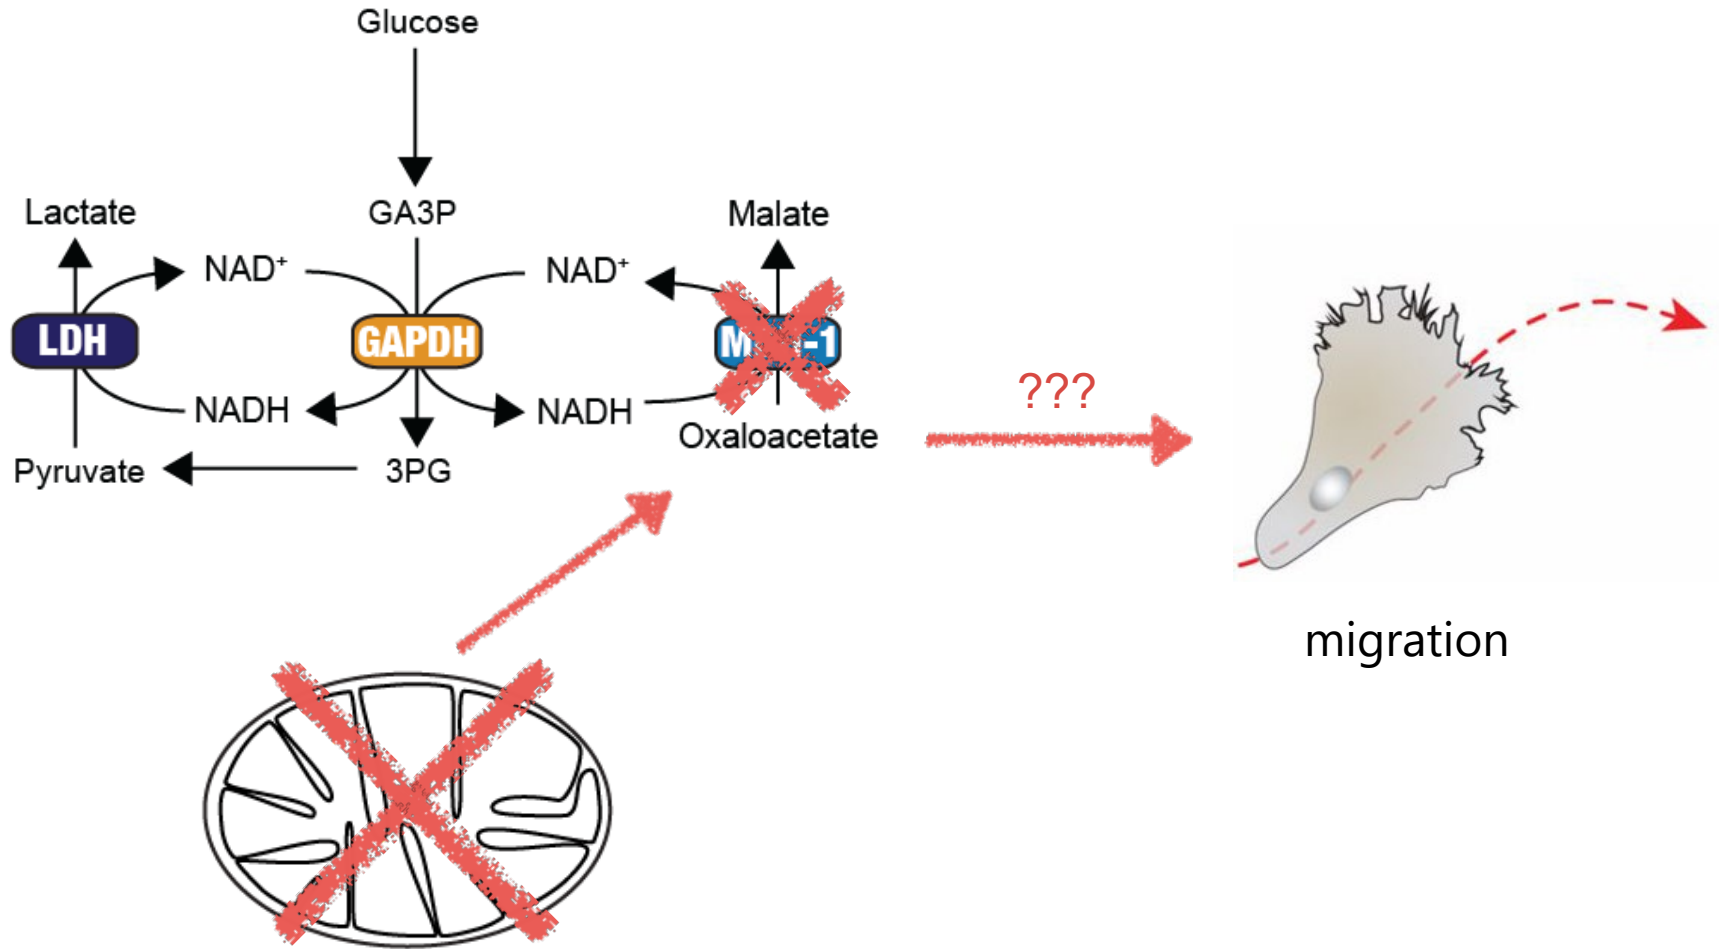 Glucose
Lactate
GA3P
Malate
NAD⁺
NAD⁺
LDH
GAPDH
NADH
NADH
Pyruvate
3PG
Oxaloacetate
???
migration